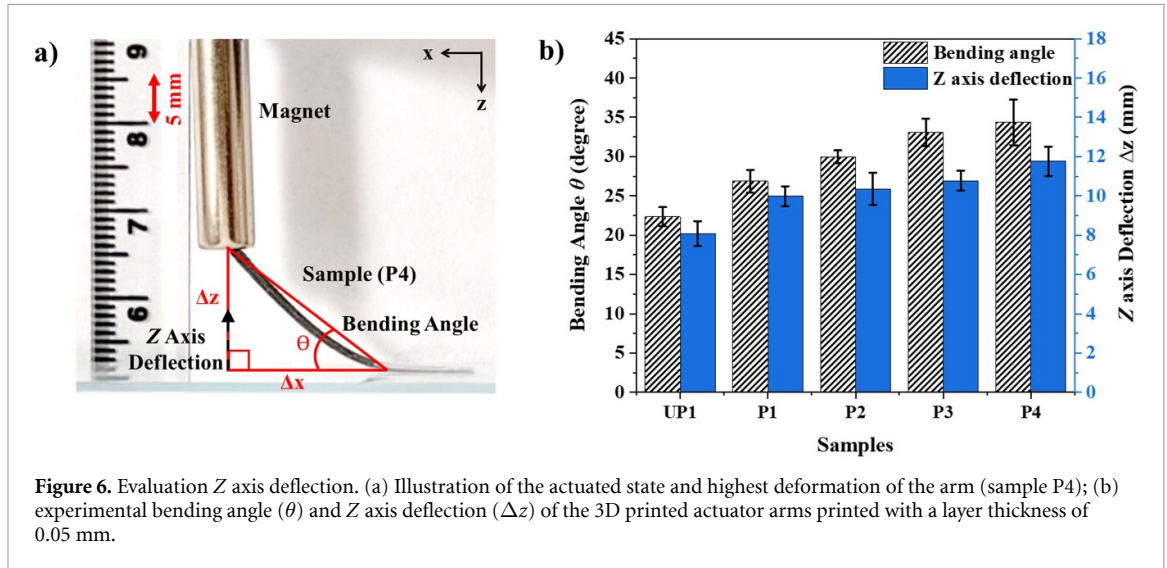 a)
9
8
7
6
5 mm
x
z
Magnet
Sample (P4)
Δz
Bending Angle
Z Axis
Deflection
θ
Δx
b)
Bending angle
Z axis deflection
Bending Angle θ (degree)
45
40
35
30
25
20
15
10
5
0
Z axis Deflection Δz (mm)
18
16
14
12
10
8
6
4
2
0
UP1 P1 P2 P3 P4
Samples
Figure 6. Evaluation Z axis deflection. (a) Illustration of the actuated state and highest deformation of the arm (sample P4); (b)
experimental bending angle (θ) and Z axis deflection (Δz) of the 3D printed actuator arms printed with a layer thickness of
0.05 mm.